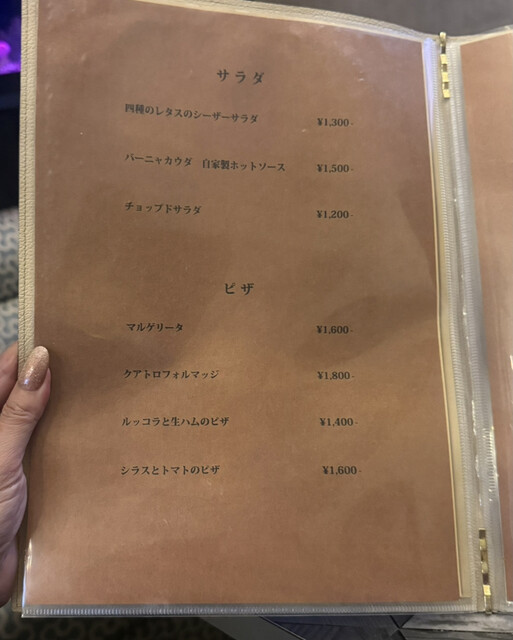 サラダ
四種のレタスのシーザーサラダ ¥1,300-
バーニャカウダ　自家製ホットソース ¥1,500-
チョップドサラダ ¥1,200-
ピザ
マルゲリータ ¥1,600-
クアトロフォルマッジ ¥1,800-
ルッコラと生ハムのピザ ¥1,400-
シラスとトマトのピザ ¥1,600-